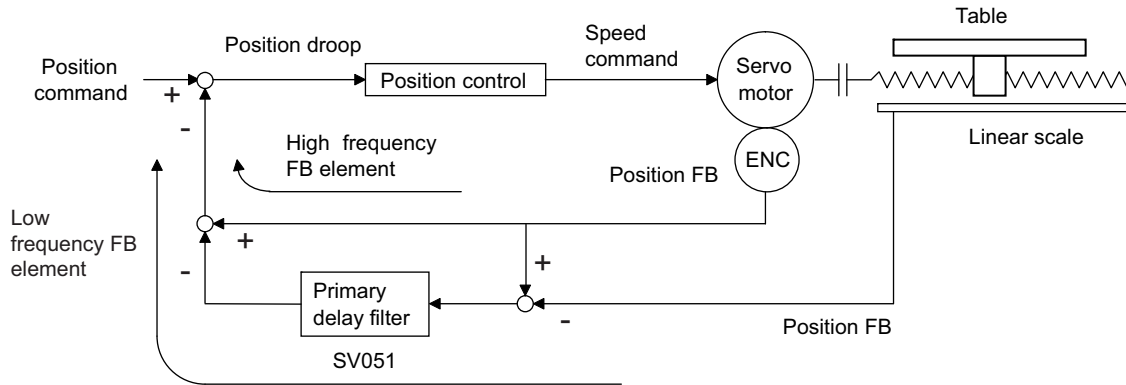 Table
Speed
command
Position droop
Position
command
Position control
Servo
motor
+
-
Linear scale
High frequency
FB element
ENC
Position FB
Low
frequency FB
element
+
+
-
Primary
delay filter
-
Position FB
SV051